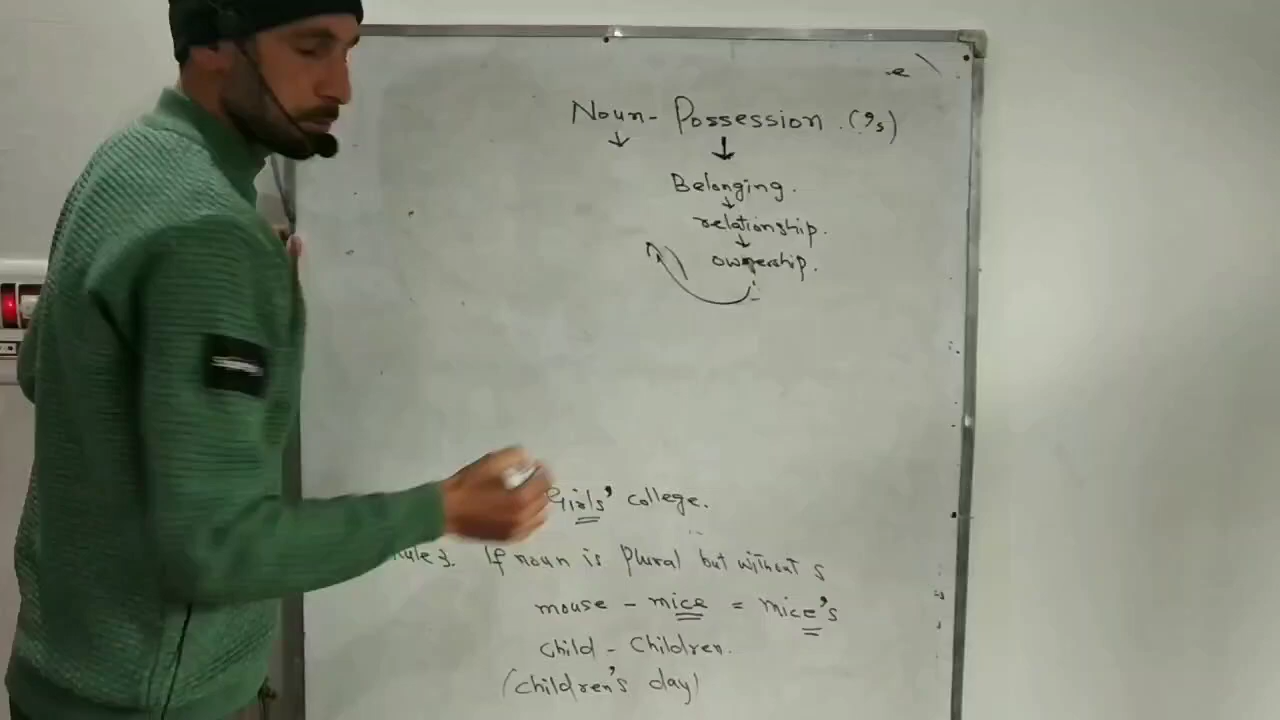 Noun- Possession. ('s)
Belonging.
relationship.
ownership.
Girls' college.
Rule 3. If noun is plural but without s
mouse - mice = mice's
child - children.
(children's day)